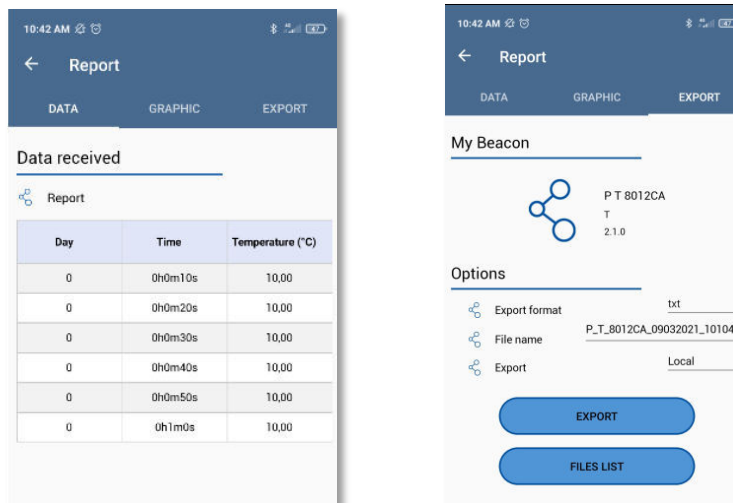 10:42 AM
Report
DATA GRAPHIC EXPORT
Data received
Report
Day Time Temperature (°C)
0 0h0m10s 10,00
0 0h0m20s 10,00
0 0h0m30s 10,00
0 0h0m40s 10,00
0 0h0m50s 10,00
0 0h1m0s 10,00
10:42 AM
Report
DATA GRAPHIC EXPORT
My Beacon
P T 8012CA
T
2.1.0
Options
Export format txt
File name P_T_8012CA_09032021_10104
Export Local
EXPORT
FILES LIST